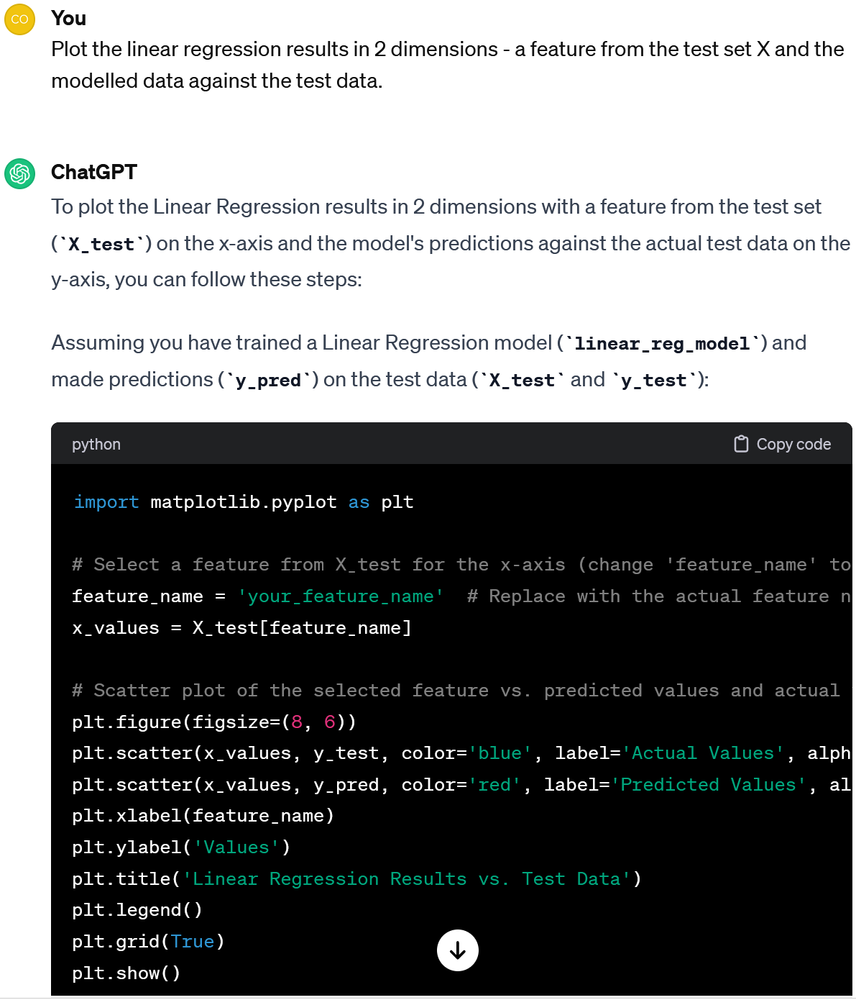 CO
You
Plot the linear regression results in 2 dimensions - a feature from the test set X and the
modelled data against the test data.
ChatGPT
To plot the Linear Regression results in 2 dimensions with a feature from the test set
(`X_test`) on the x-axis and the model's predictions against the actual test data on the
y-axis, you can follow these steps:
Assuming you have trained a Linear Regression model (`linear_reg_model`) and
made predictions (`y_pred`) on the test data (`X_test` and `y_test`):
python Copy code
import matplotlib.pyplot as plt
# Select a feature from X_test for the x-axis (change 'feature_name' to
feature_name = 'your_feature_name'  # Replace with the actual feature n
x_values = X_test[feature_name]
# Scatter plot of the selected feature vs. predicted values and actual
plt.figure(figsize=(8, 6))
plt.scatter(x_values, y_test, color='blue', label='Actual Values', alph
plt.scatter(x_values, y_pred, color='red', label='Predicted Values', al
plt.xlabel(feature_name)
plt.ylabel('Values')
plt.title('Linear Regression Results vs. Test Data')
plt.legend()
plt.grid(True)
plt.show()